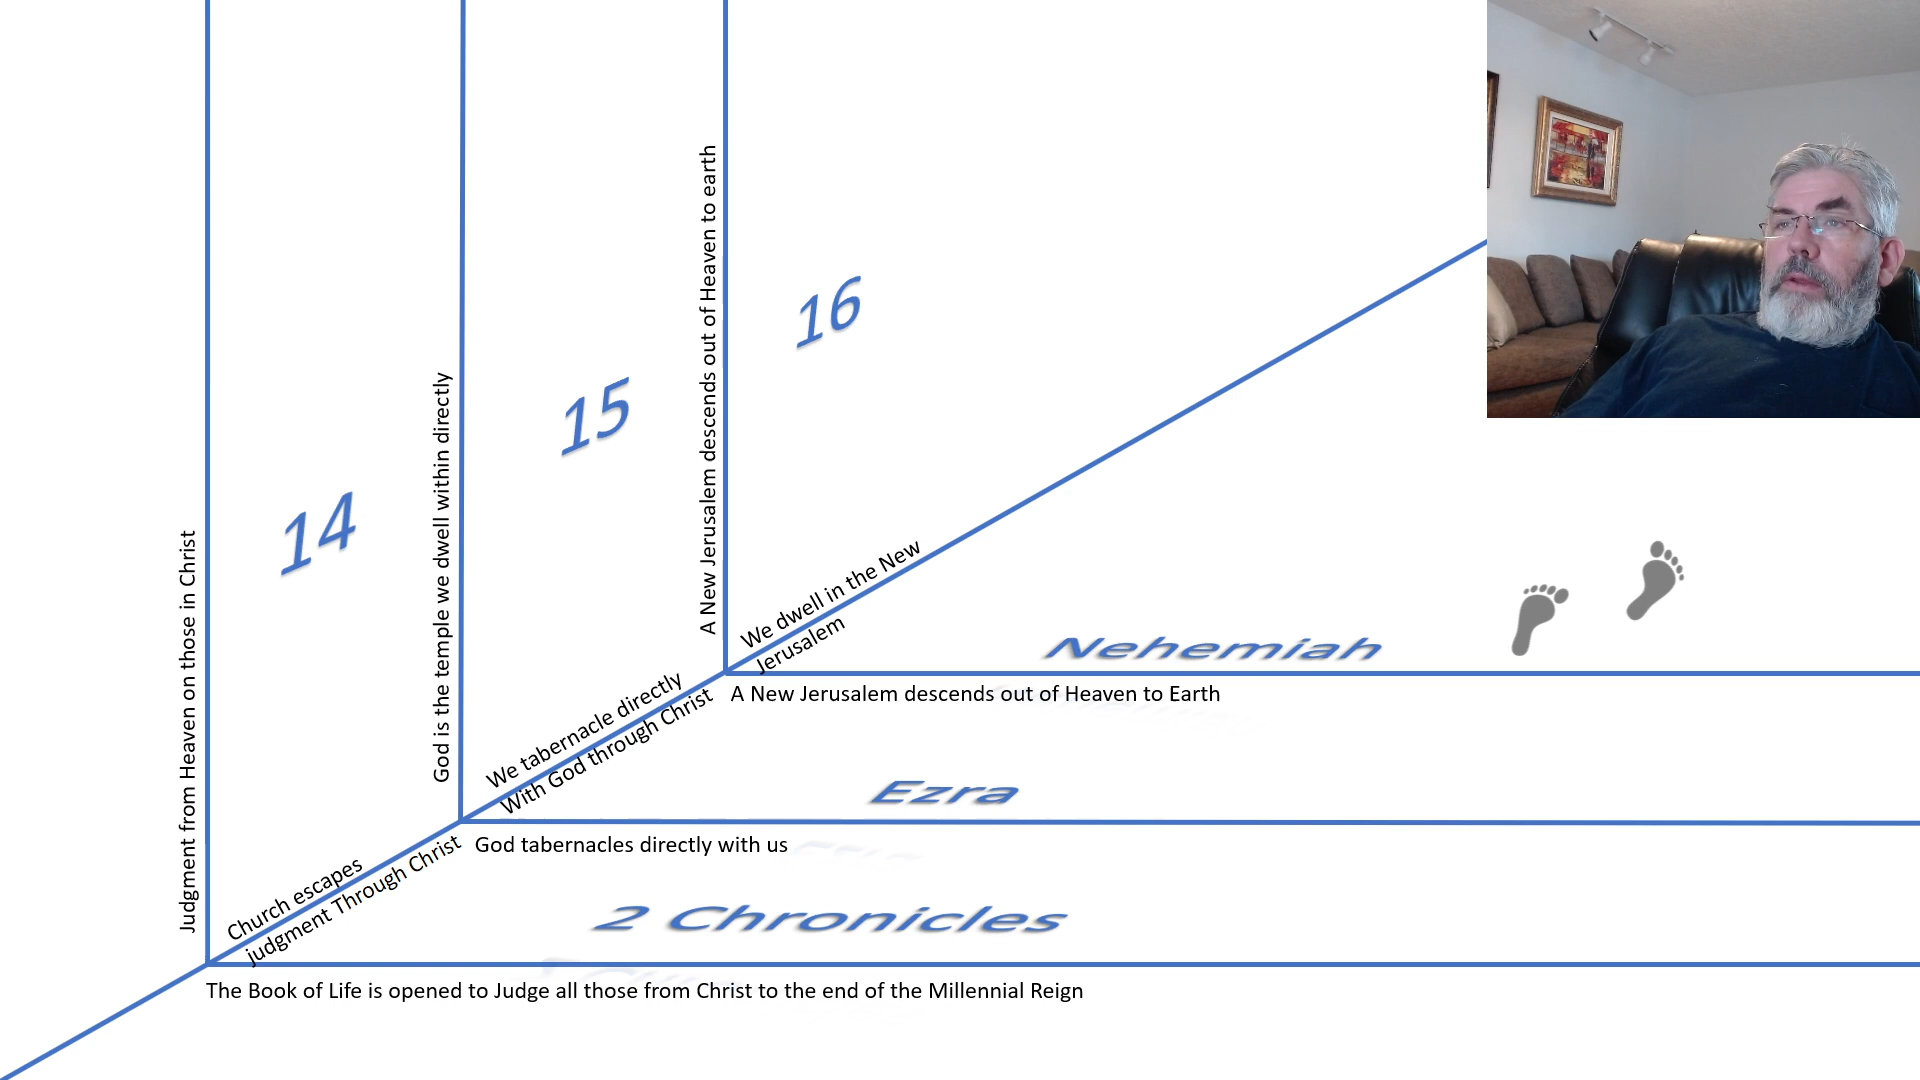 Judgment from Heaven on those in Christ
14
God is the temple we dwell within directly
15
A New Jerusalem descends out of Heaven to earth
16
Church escapes
judgment Through Christ
We tabernacle directly
With God through Christ
We dwell in the New
Jerusalem
Nehemiah
A New Jerusalem descends out of Heaven to Earth
Ezra
God tabernacles directly with us
2 Chronicles
The Book of Life is opened to Judge all those from Christ to the end of the Millennial Reign